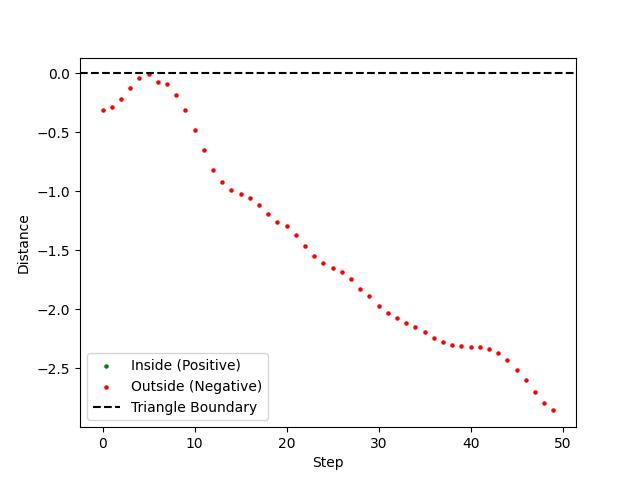 0.0
−0.5
−1.0
−1.5
−2.0
−2.5
Distance
Inside (Positive)
Outside (Negative)
Triangle Boundary
0 10 20 30 40 50
Step